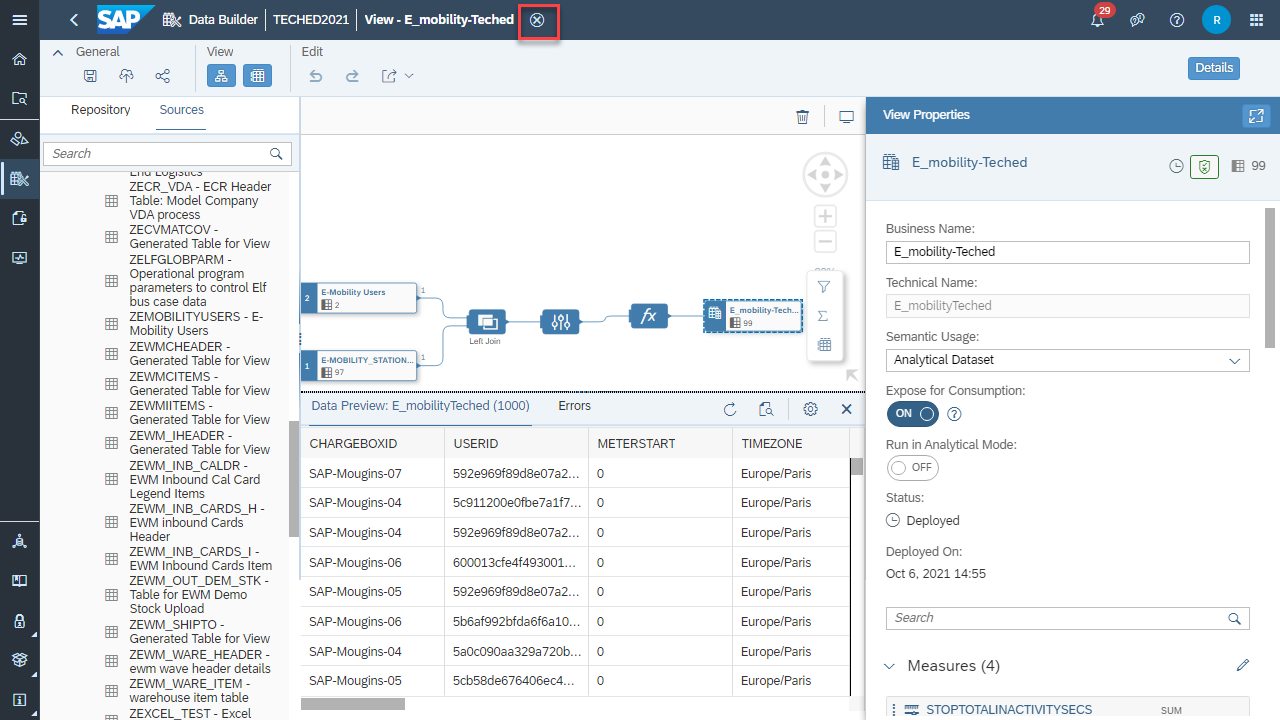 SAP
Data Builder
TECHED2021
View - E_mobility-Teched
29
R
General
View
Edit
Details
Repository
Sources
Search
End Logistics
ZECR_VDA - ECR Header
Table: Model Company
VDA process
ZECVMATCOV -
Generated Table for View
ZELFGLOBPARM -
Operational program
parameters to control Elf
bus case data
ZEMOBILITYUSERS - E-
Mobility Users
ZEWMCHEADER -
Generated Table for View
ZEWMCITEMS -
Generated Table for View
ZEWMIITEMS -
Generated Table for View
ZEWM_IHEADER -
Generated Table for View
ZEWM_INB_CALDR -
EWM Inbound Cal Card
Legend Items
ZEWM_INB_CARDS_H -
EWM inbound Cards
Header
ZEWM_INB_CARDS_I -
EWM Inbound Cards Item
ZEWM_OUT_DEM_STK -
Table for EWM Demo
Stock Upload
ZEWM_SHIPTO -
Generated Table for View
ZEWM_WARE_HEADER -
ewm wave header details
ZEWM_WARE_ITEM -
warehouse item table
ZEXCEL_TEST - Excel
2
E-Mobility Users
2
1
Left Join
fx
E_mobility-Tech...
99
1
E-MOBILITY_STATION...
97
1
Data Preview: E_mobilityTeched (1000)
Errors
CHARGEBOXID USERID METERSTART TIMEZONE
SAP-Mougins-07 592e969f89d8e07a2... 0 Europe/Paris
SAP-Mougins-04 5c911200e0fbe7a1f7... 0 Europe/Paris
SAP-Mougins-04 592e969f89d8e07a2... 0 Europe/Paris
SAP-Mougins-06 600013cfe4f493001... 0 Europe/Paris
SAP-Mougins-05 592e969f89d8e07a2... 0 Europe/Paris
SAP-Mougins-06 5b6af992bfda6f6a10... 0 Europe/Paris
SAP-Mougins-04 5a0c090aa329a720b... 0 Europe/Paris
SAP-Mougins-05 5cb58de676406ec4... 0 Europe/Paris
View Properties
E_mobility-Teched
99
Business Name:
E_mobility-Teched
Technical Name:
E_mobilityTeched
Semantic Usage:
Analytical Dataset
Expose for Consumption:
ON
Run in Analytical Mode:
OFF
Status:
Deployed
Deployed On:
Oct 6, 2021 14:55
Search
Measures (4)
STOPTOTALINACTIVITYSECS
SUM